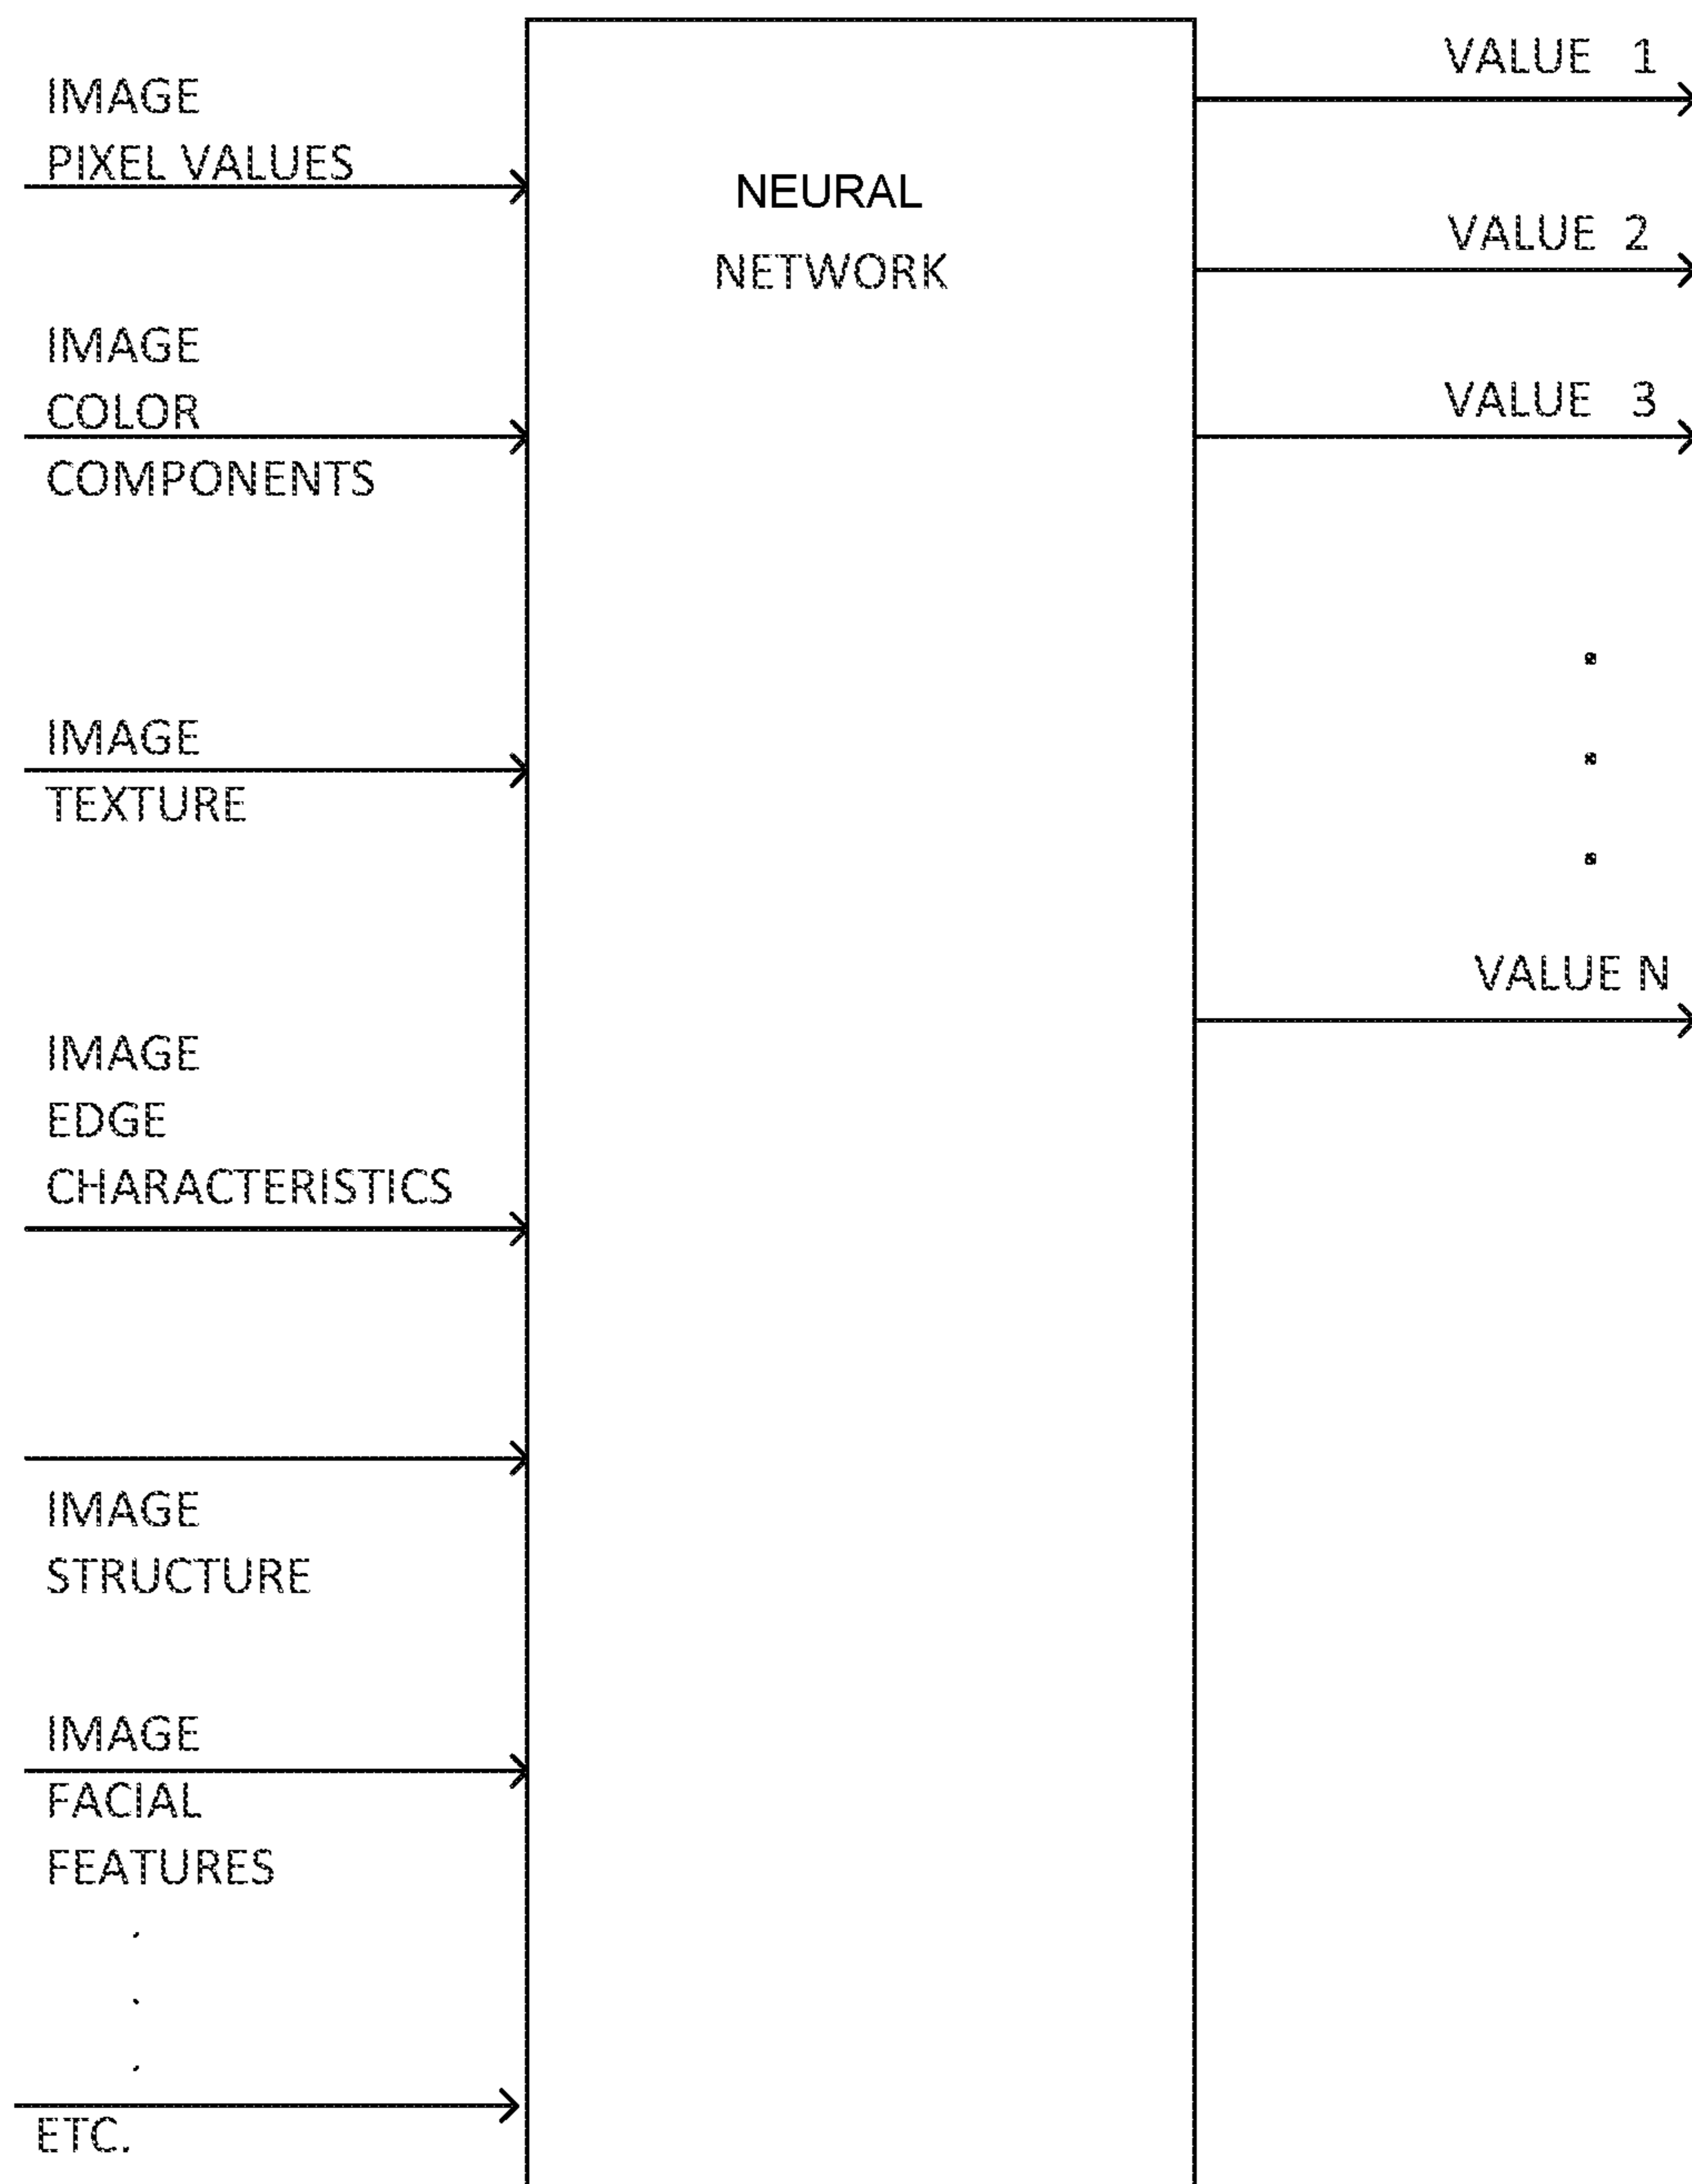 IMAGE
PIXEL VALUES
IMAGE
COLOR
COMPONENTS
IMAGE
TEXTURE
IMAGE
EDGE
CHARACTERISTICS
IMAGE
STRUCTURE
IMAGE
FACIAL
FEATURES
ETC.
NEURAL
NETWORK
VALUE 1
VALUE 2
VALUE 3
VALUE N